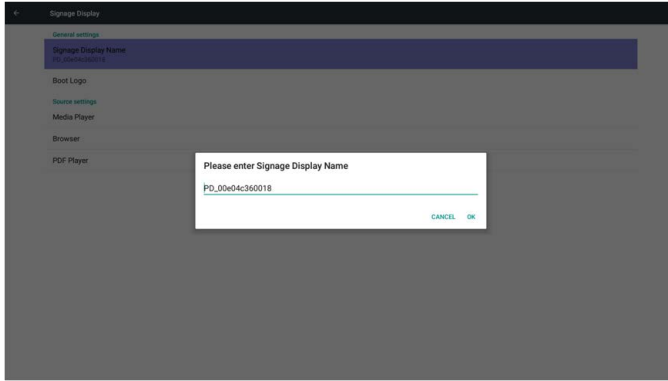 Signage Display
General settings
Signage Display Name
PD_00e04c360018
Boot Logo
Source settings
Media Player
Browser
PDF Player
Please enter Signage Display Name
PD_00e04c360018
CANCEL OK